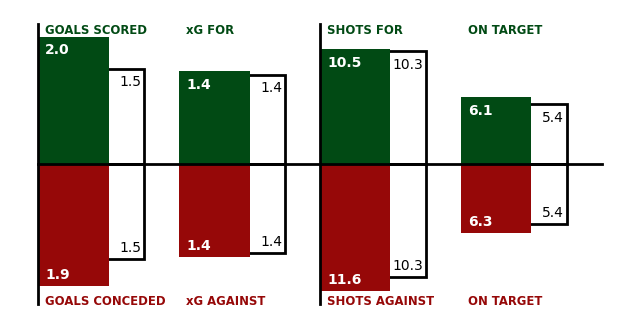 GOALS SCORED xG FOR SHOTS FOR ON TARGET
2.0 1.5 1.4 1.4 10.5 10.3 6.1 5.4
1.9 1.5 1.4 1.4 11.6 10.3 6.3 5.4
GOALS CONCEDED xG AGAINST SHOTS AGAINST ON TARGET